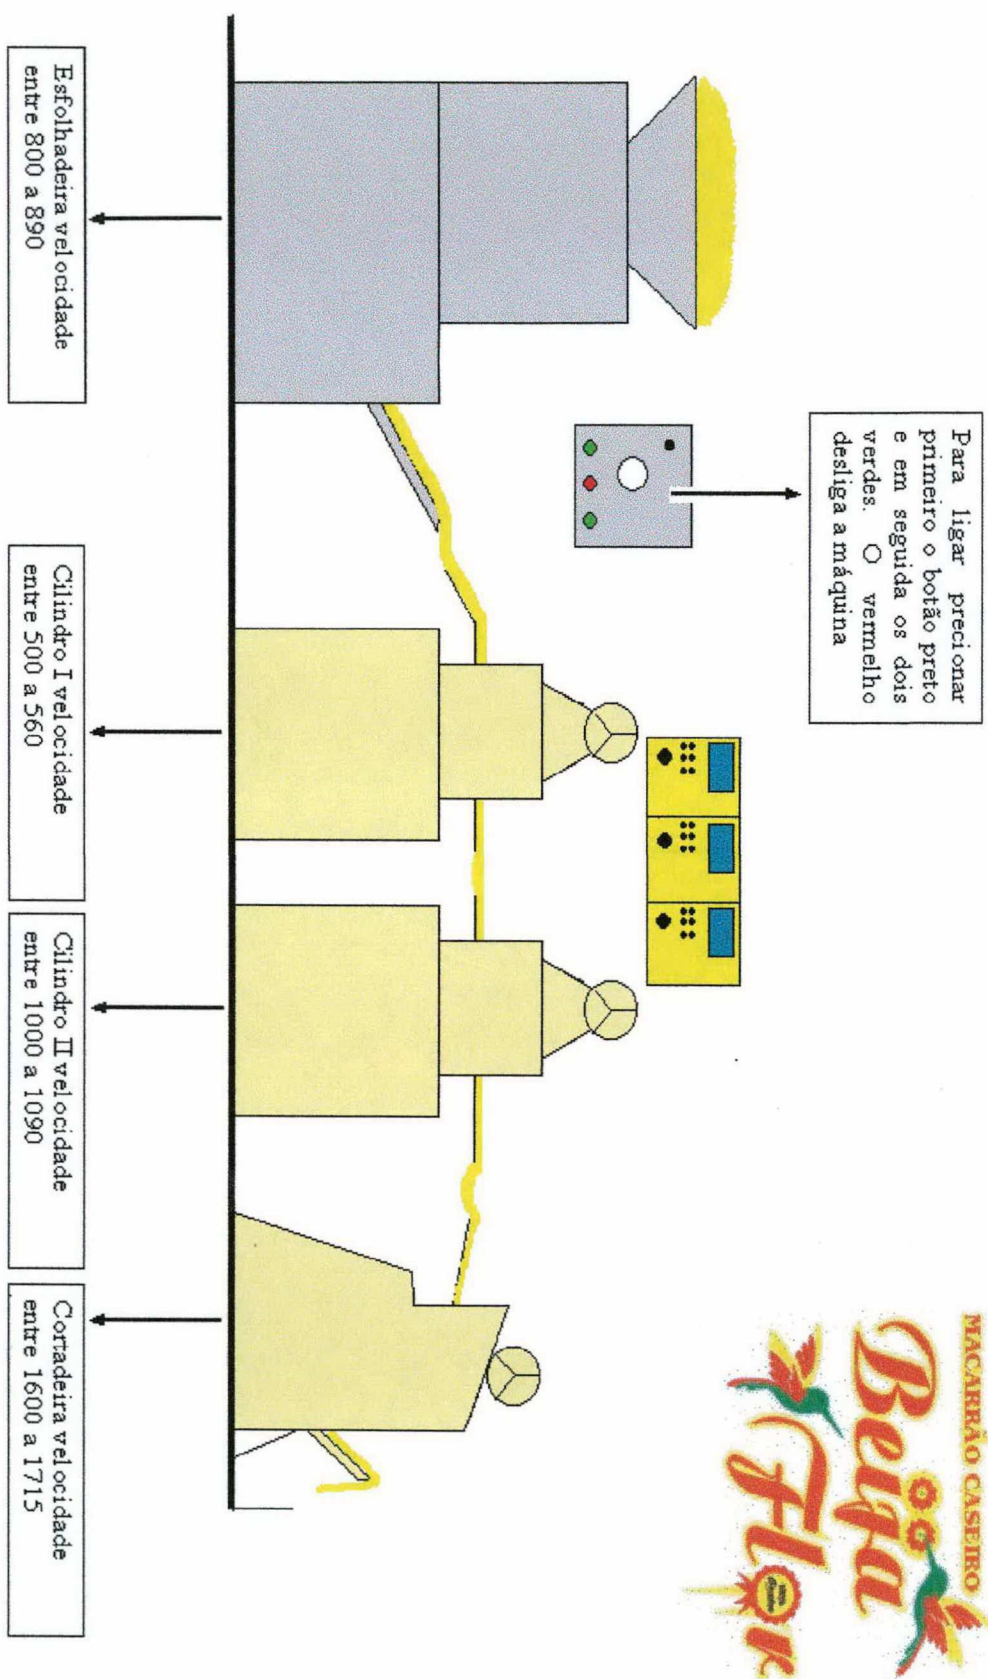 MACARRÃO CASEIRO
Beija
Flor
Para ligar precionar
primeiro o botão preto
e em seguida os dois
verdes. O vermelho
desliga a máquina
Esfolhadeira velocidade
entre 800 a 890
Cilindro I velocidade
entre 500 a 560
Cilindro II velocidade
entre 1000 a 1090
Cortadeira velocidade
entre 1600 a 1715